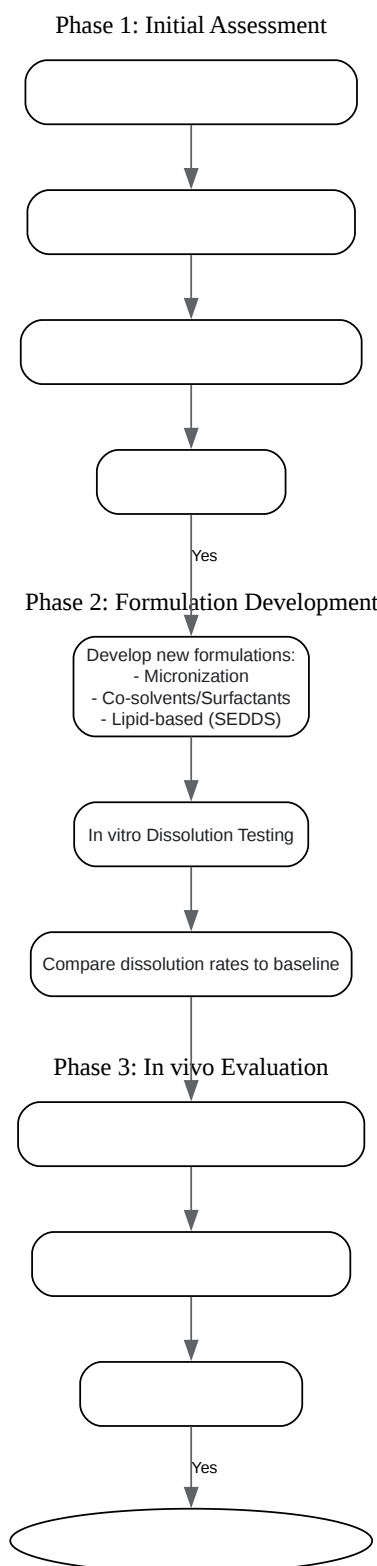 Phase 1: Initial Assessment
Yes
Phase 2: Formulation Development
Develop new formulations:
- Micronization
- Co-solvents/Surfactants
- Lipid-based (SEDDS)
In vitro Dissolution Testing
Compare dissolution rates to baseline
Phase 3: In vivo Evaluation
Yes